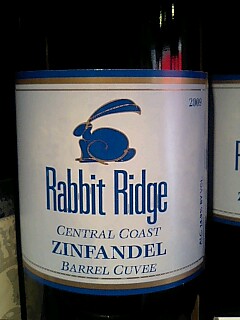 2009
Rabbit Ridge
CENTRAL COAST
ZINFANDEL
BARREL CUVEE